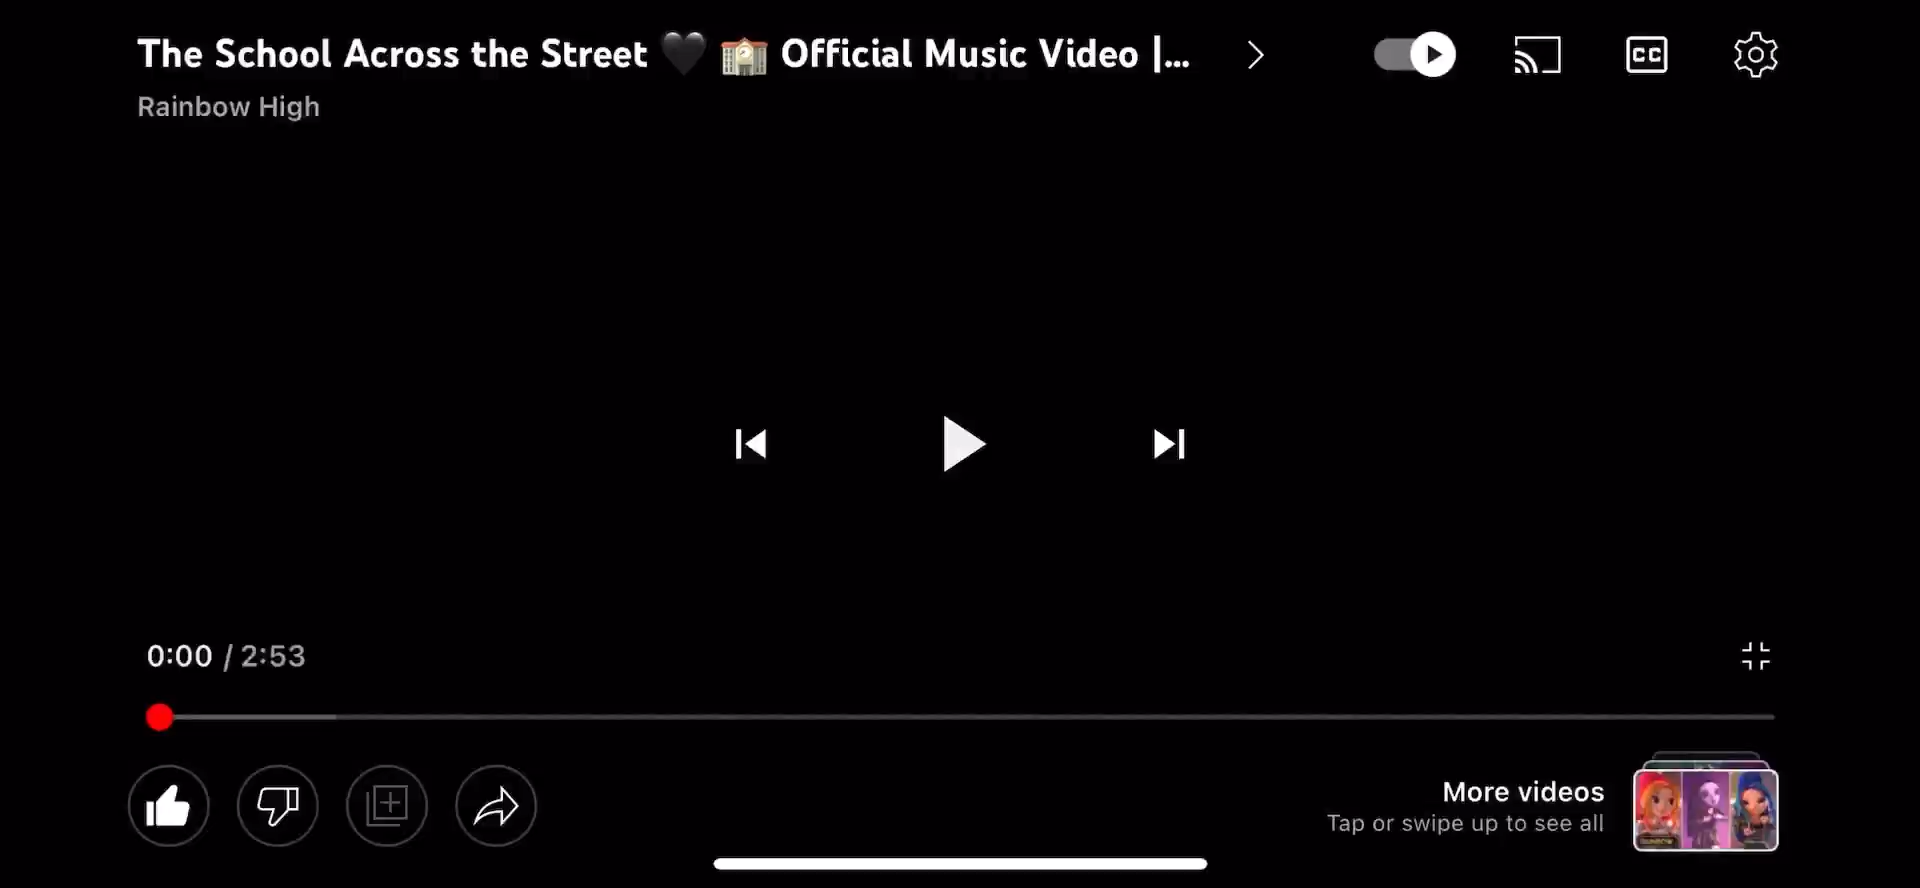 The School Across the Street 🖤 🏫 Official Music Video |...
Rainbow High
CC
0:00 / 2:53
More videos
Tap or swipe up to see all